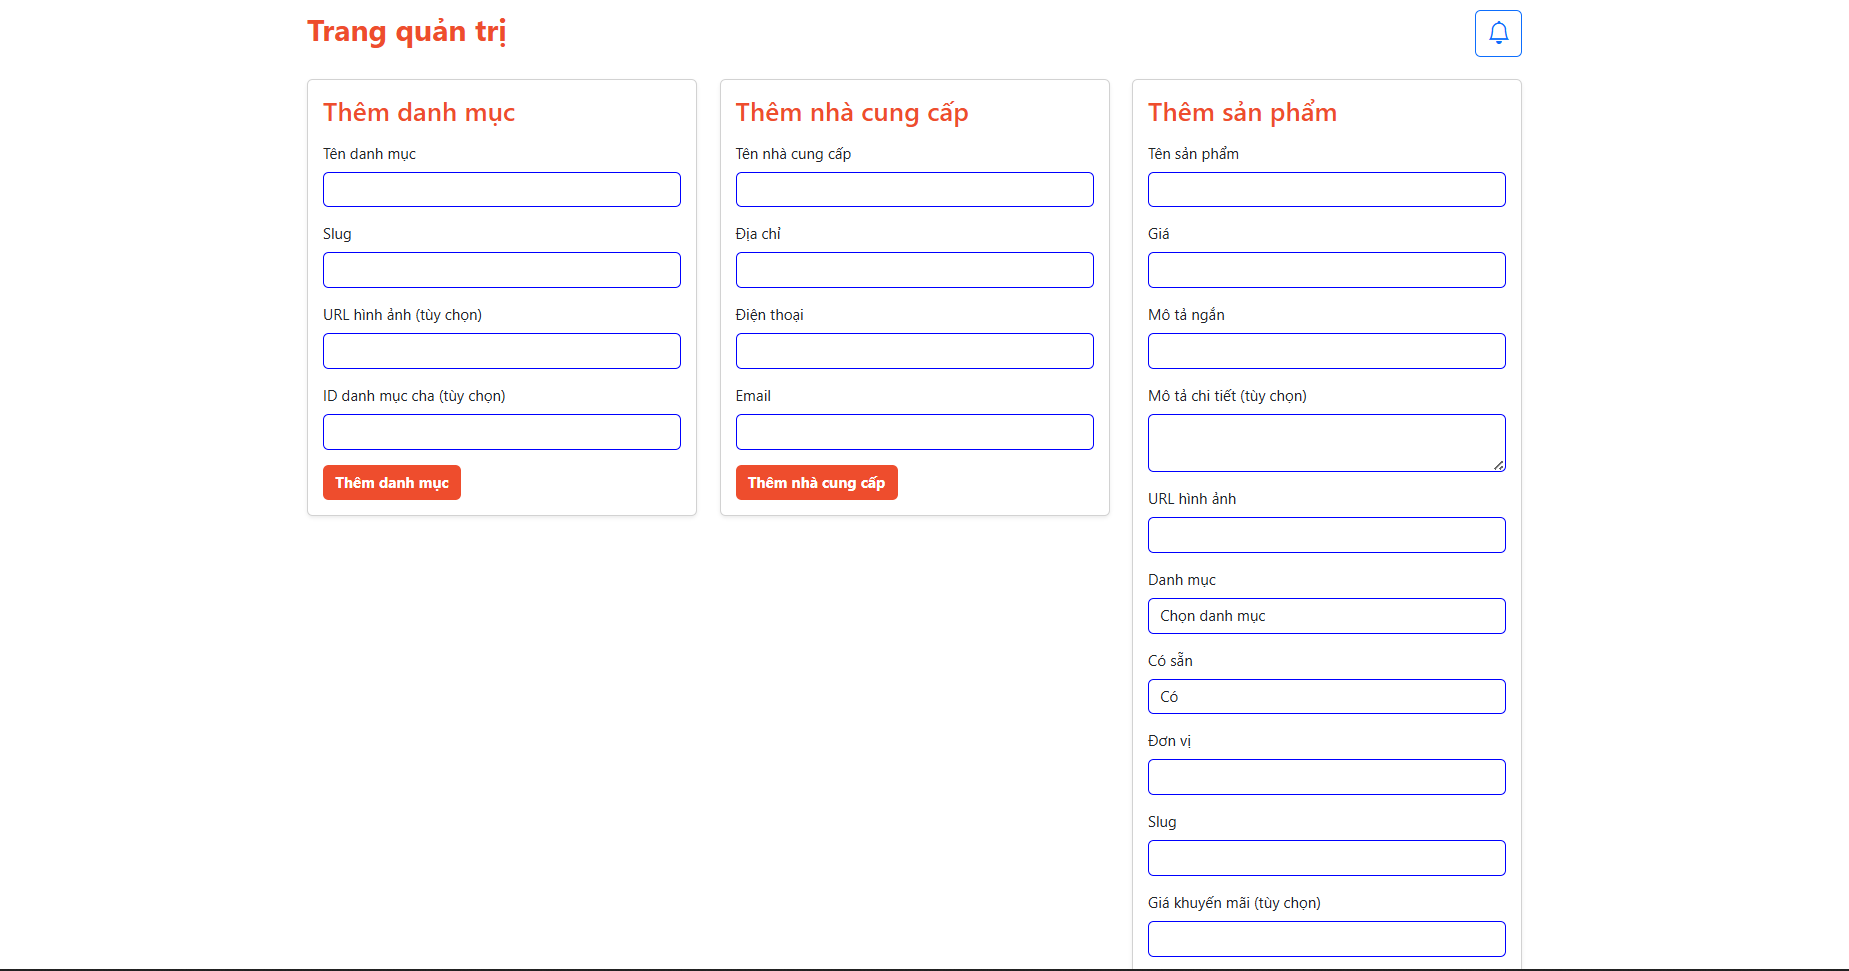 Trang quản trị
Thêm danh mục
Tên danh mục
Slug
URL hình ảnh (tùy chọn)
ID danh mục cha (tùy chọn)
Thêm danh mục
Thêm nhà cung cấp
Tên nhà cung cấp
Địa chỉ
Điện thoại
Email
Thêm nhà cung cấp
Thêm sản phẩm
Tên sản phẩm
Giá
Mô tả ngắn
Mô tả chi tiết (tùy chọn)
URL hình ảnh
Danh mục
Chọn danh mục
Có sẵn
Có
Đơn vị
Slug
Giá khuyến mãi (tùy chọn)